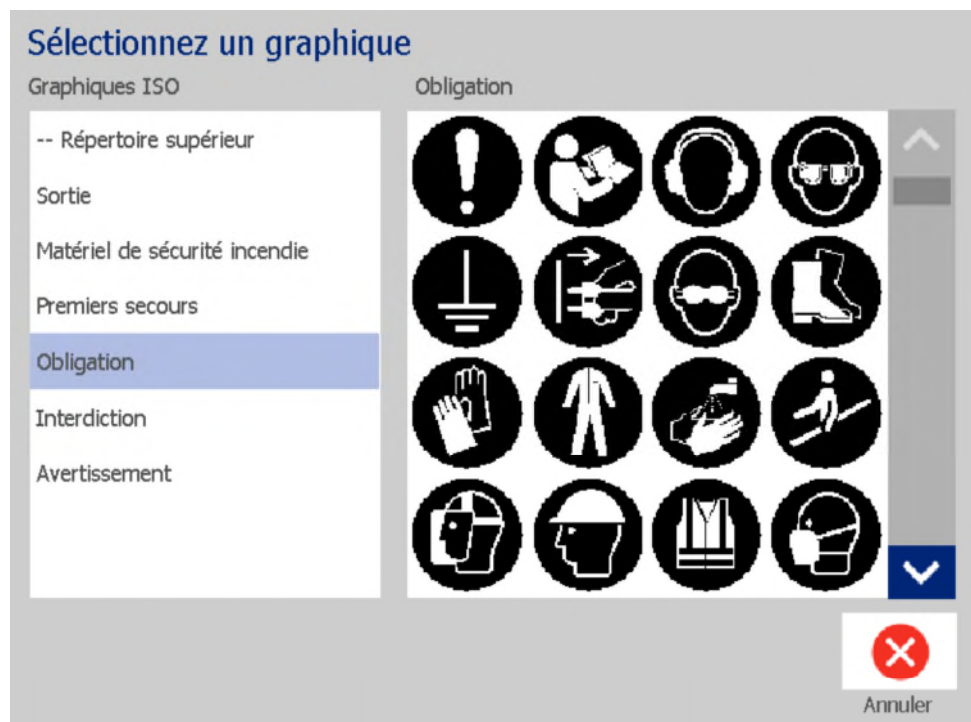 Sélectionnez un graphique
Graphiques ISO
Obligation
-- Répertoire supérieur
Sortie
Matériel de sécurité incendie
Premiers secours
Obligation
Interdiction
Avertissement
Annuler